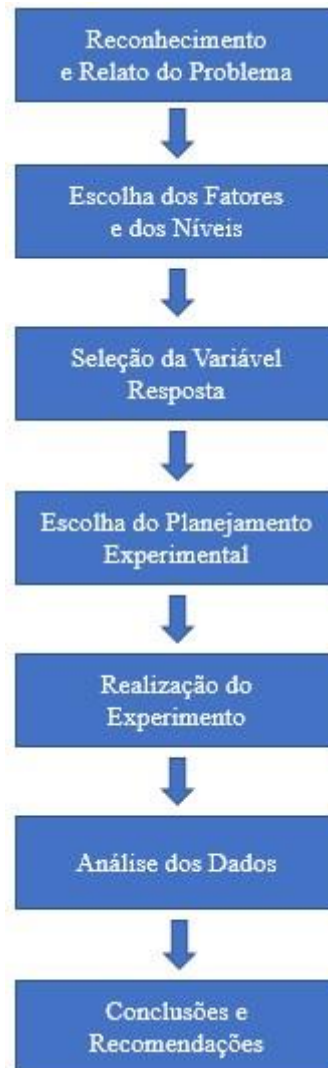 Reconhecimento
e Relato do Problema
Escolha dos Fatores
e dos Níveis
Seleção da Variável
Resposta
Escolha do Planejamento
Experimental
Realização do
Experimento
Análise dos Dados
Conclusões e
Recomendações